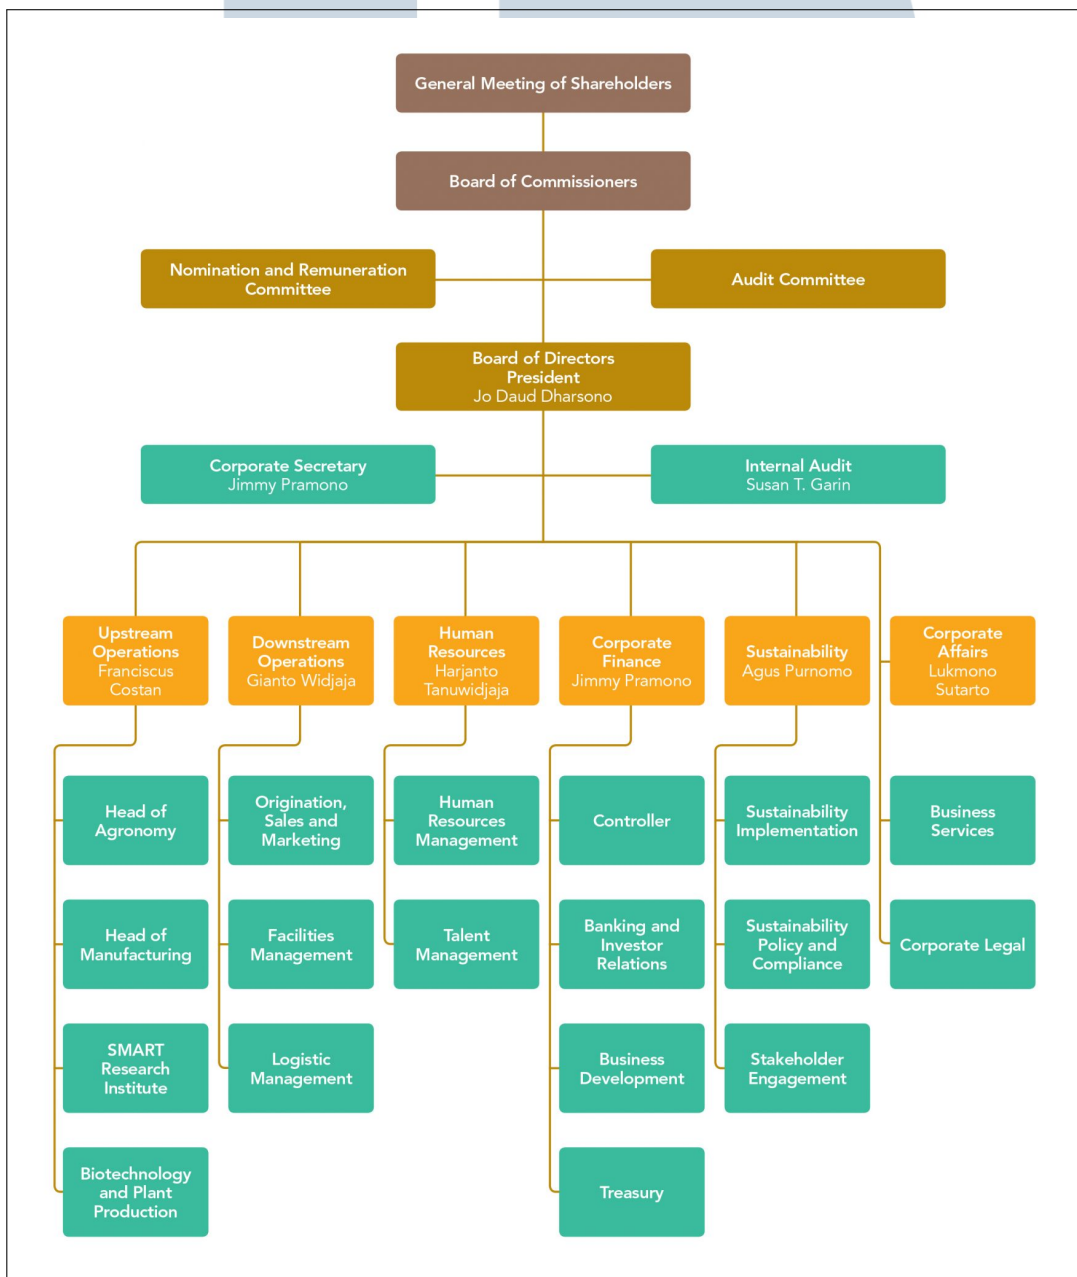 General Meeting of Shareholders
Board of Commissioners
Nomination and Remuneration
Committee
Audit Committee
Board of Directors
President
Jo Daud Dharsono
Corporate Secretary
Jimmy Pramono
Internal Audit
Susan T. Garin
Upstream
Operations
Franciscus
Costan
Downstream
Operations
Gianto Widjaja
Human
Resources
Harjanto
Tanuwidjaja
Corporate
Finance
Jimmy Pramono
Sustainability
Agus Purnomo
Corporate
Affairs
Lukmono
Sutarto
Head of
Agronomy
Origination,
Sales and
Marketing
Human
Resources
Management
Controller
Sustainability
Implementation
Business
Services
Head of
Manufacturing
Facilities
Management
Talent
Management
Banking and
Investor
Relations
Sustainability
Policy and
Compliance
Corporate Legal
SMART
Research
Institute
Logistic
Management
Business
Development
Stakeholder
Engagement
Biotechnology
and Plant
Production
Treasury